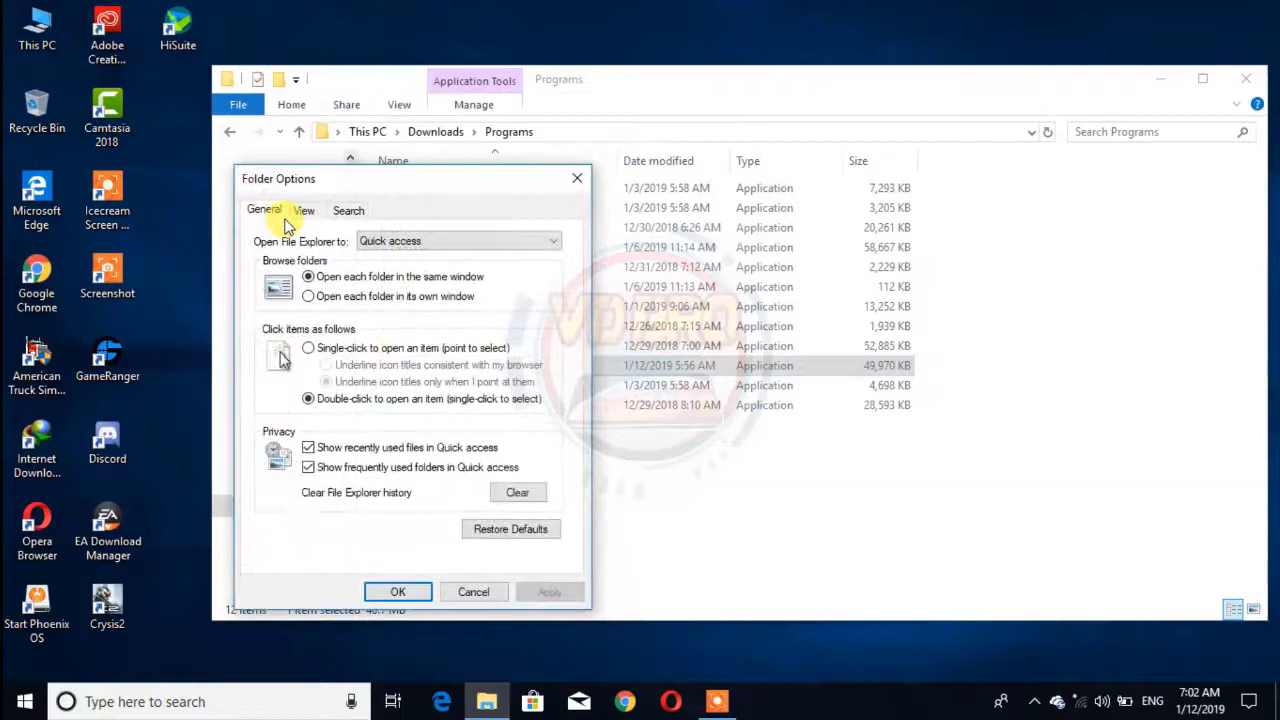 This PC
Adobe
Creati...
HiSuite
Recycle Bin
Camtasia
2018
Microsoft
Edge
Icecream
Screen ...
Google
Chrome
Screenshot
American
Truck Sim...
GameRanger
Internet
Downlo...
Discord
Opera
Browser
EA Download
Manager
Start Phoenix
OS
Crysis2
Application Tools
Programs
File
Home
Share
View
Manage
This PC
Downloads
Programs
Search Programs
Name
Date modified
Type
Size
1/3/2019 5:58 AM Application 7,293 KB
1/3/2019 5:58 AM Application 3,205 KB
12/30/2018 6:26 AM Application 20,261 KB
1/6/2019 11:14 AM Application 58,667 KB
12/31/2018 7:12 AM Application 2,229 KB
1/6/2019 11:13 AM Application 112 KB
1/1/2019 9:06 AM Application 13,252 KB
12/26/2018 7:15 AM Application 1,939 KB
12/29/2018 7:00 AM Application 52,885 KB
1/12/2019 5:56 AM Application 49,970 KB
1/3/2019 5:58 AM Application 4,698 KB
12/29/2018 8:10 AM Application 28,593 KB
VD PRO
Folder Options
General
View
Search
Open File Explorer to:
Quick access
Browse folders
Open each folder in the same window
Open each folder in its own window
Click items as follows
Single-click to open an item (point to select)
Underline icon titles consistent with my browser
Underline icon titles only when I point at them
Double-click to open an item (single-click to select)
Privacy
Show recently used files in Quick access
Show frequently used folders in Quick access
Clear File Explorer history
Clear
Restore Defaults
OK
Cancel
Apply
12 items 1 item selected 48.7 MB
Type here to search
ENG
7:02 AM
1/12/2019